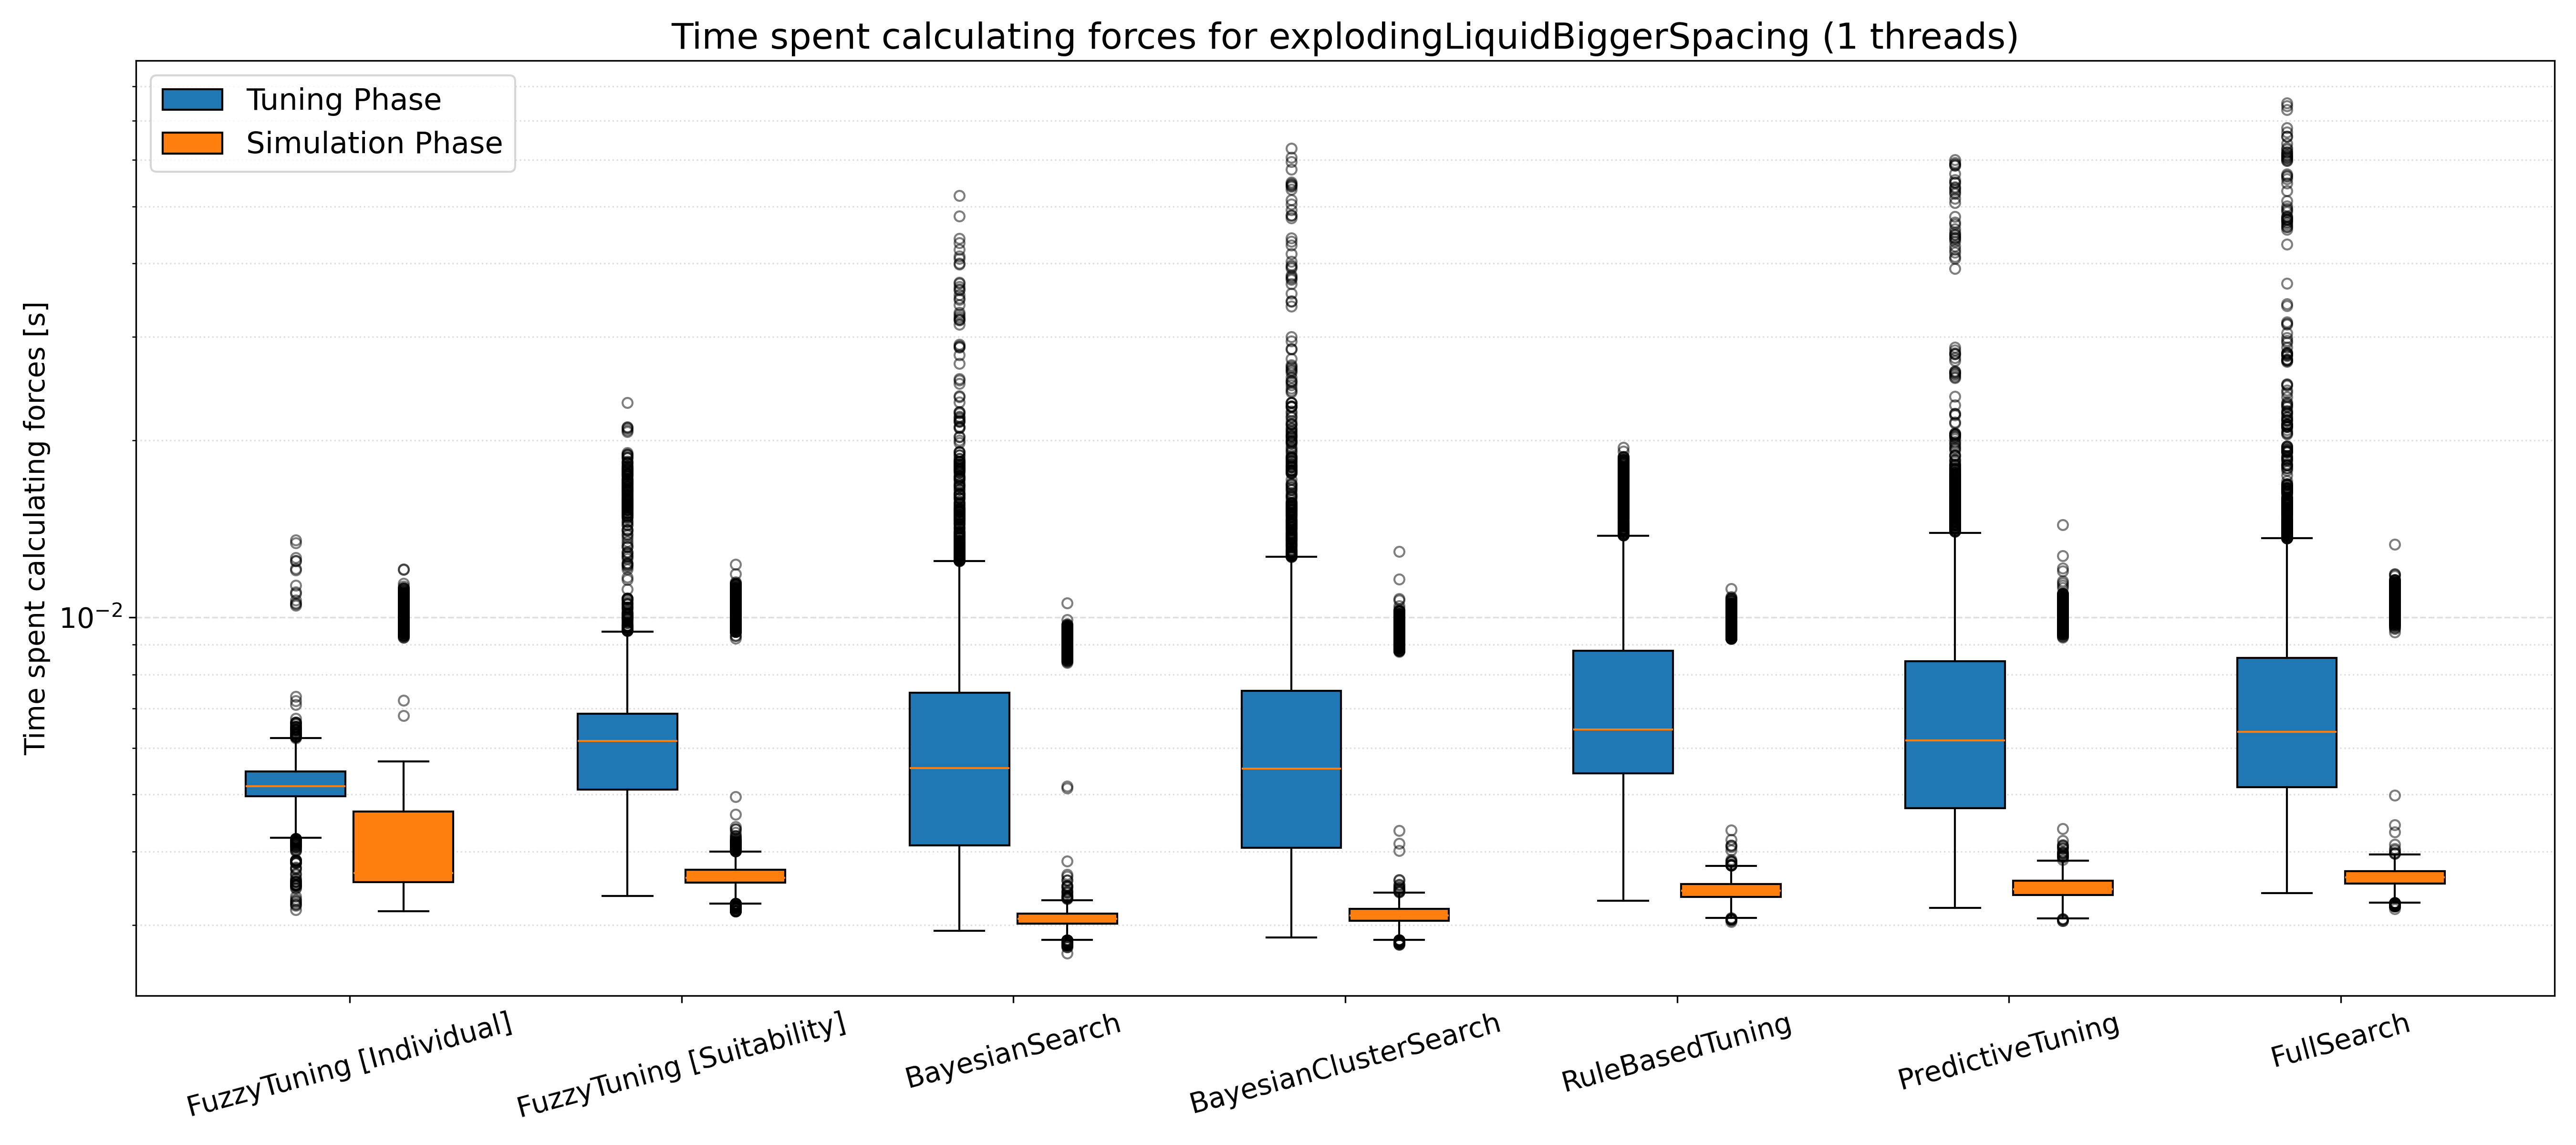 Time spent calculating forces for explodingLiquidBiggerSpacing (1 threads)
Tuning Phase
Simulation Phase
Time spent calculating forces [s]
10⁻²
FuzzyTuning [Individual]
FuzzyTuning [Suitability]
BayesianSearch
BayesianClusterSearch
RuleBasedTuning
PredictiveTuning
FullSearch